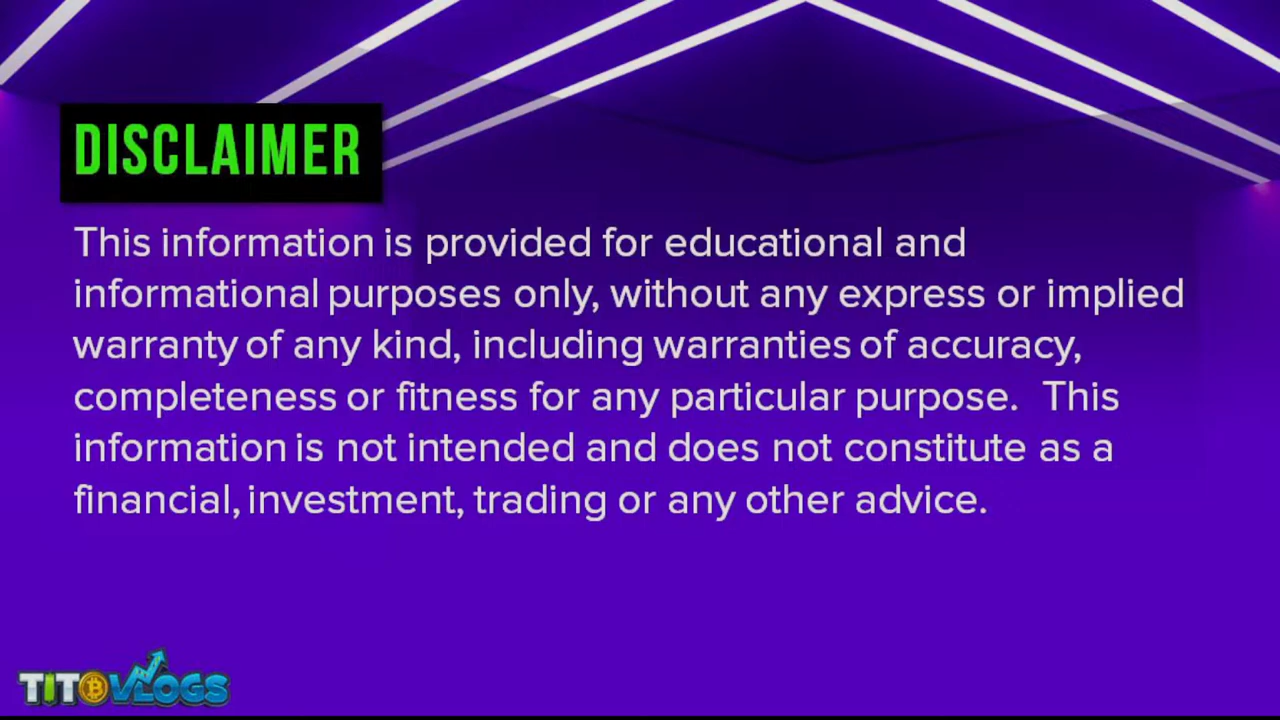 DISCLAIMER
This information is provided for educational and
informational purposes only, without any express or implied
warranty of any kind, including warranties of accuracy,
completeness or fitness for any particular purpose.  This
information is not intended and does not constitute as a
financial, investment, trading or any other advice.
TITOVLOGS